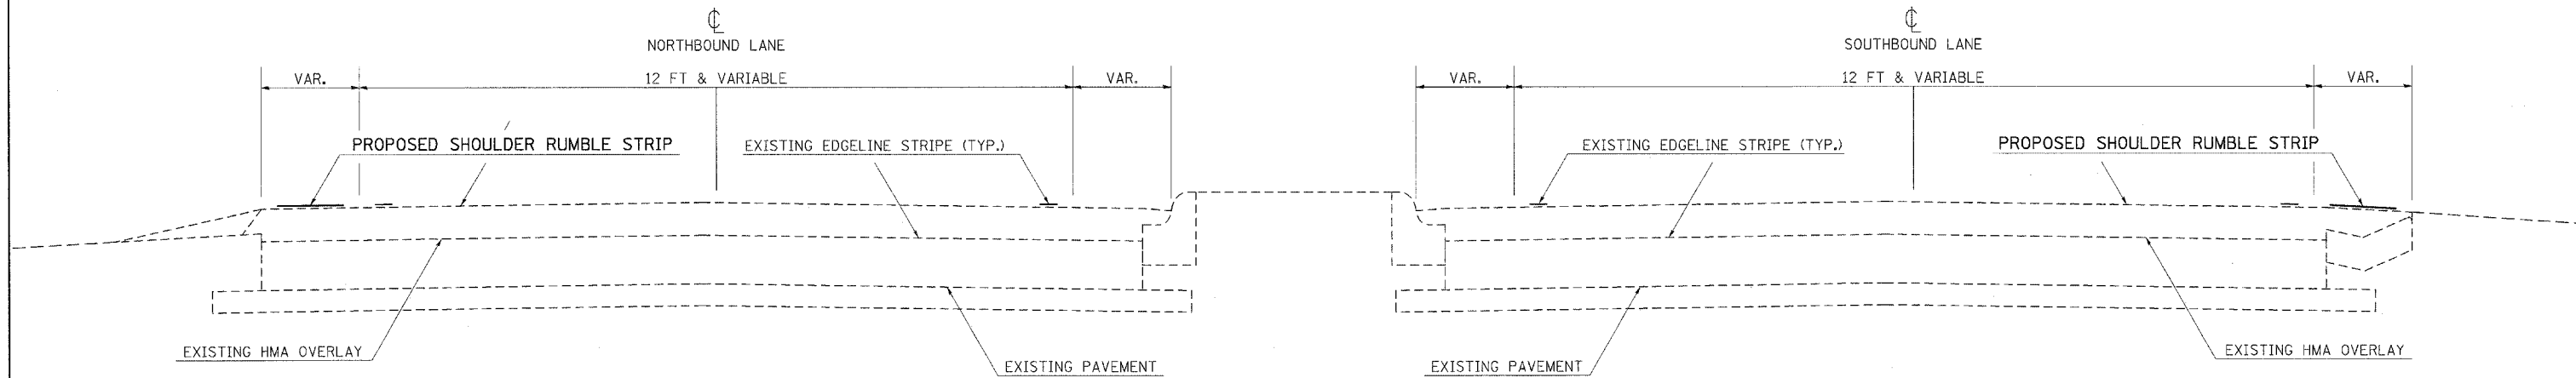 ℄
NORTHBOUND LANE
℄
SOUTHBOUND LANE
VAR.
12 FT & VARIABLE
VAR.
VAR.
12 FT & VARIABLE
VAR.
PROPOSED SHOULDER RUMBLE STRIP
EXISTING EDGELINE STRIPE (TYP.)
EXISTING EDGELINE STRIPE (TYP.)
PROPOSED SHOULDER RUMBLE STRIP
EXISTING HMA OVERLAY
EXISTING PAVEMENT
EXISTING PAVEMENT
EXISTING HMA OVERLAY